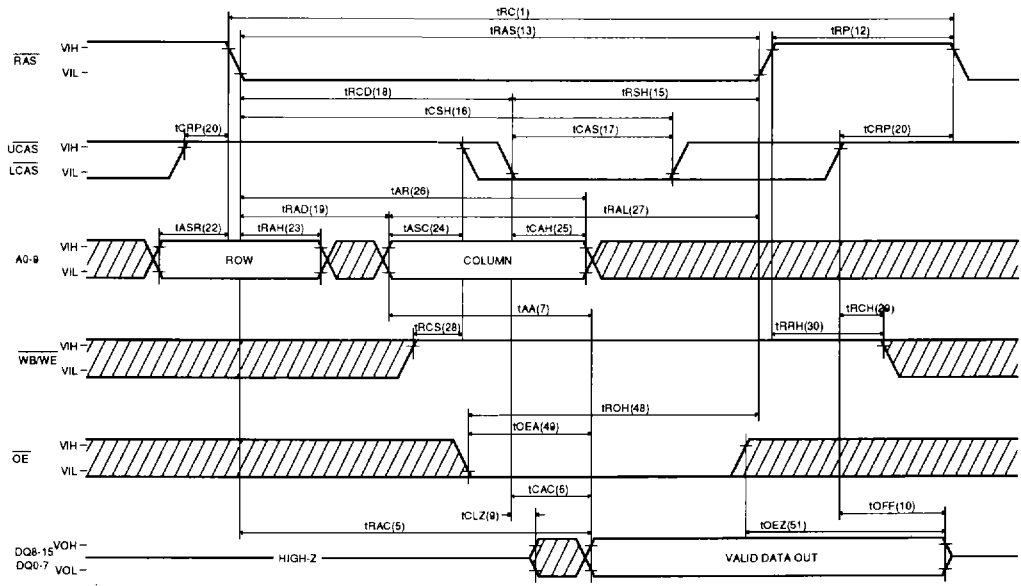 tRC(1)
tRAS(13) tRP(12)
RAS VIH VIL
tRCD(18) tRSH(15)
tCSH(16)
tCRP(20) tCAS(17) tCRP(20)
UCAS VIH
LCAS VIL
tAR(26)
tRAD(19) tRAL(27)
tASR(22) tRAH(23) tASC(24) tCAH(25)
A0-9 VIH VIL ROW COLUMN
tAA(7)
tRCS(28) tRCH(29)
tRRH(30)
WB/WE VIH VIL
tROH(48)
tOEA(49)
OE VIH VIL
tCAC(6)
tCLZ(9) tOFF(10)
tRAC(5) tOEZ(51)
DQ8-15 VOH
DQ0-7 VOL
HIGH-Z VALID DATA OUT